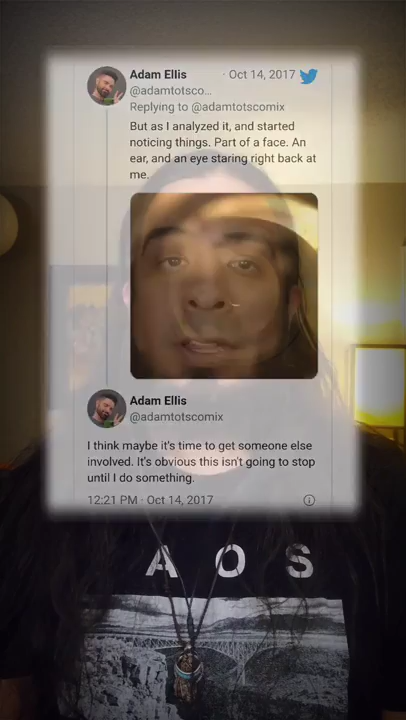 Adam Ellis
· Oct 14, 2017
@adamtotsco...
Replying to @adamtotscomix
But as I analyzed it, and started
noticing things. Part of a face. An
ear, and an eye staring right back at
me.
Adam Ellis
@adamtotscomix
I think maybe it's time to get someone else
involved. It's obvious this isn't going to stop
until I do something.
12:21 PM · Oct 14, 2017
A O S